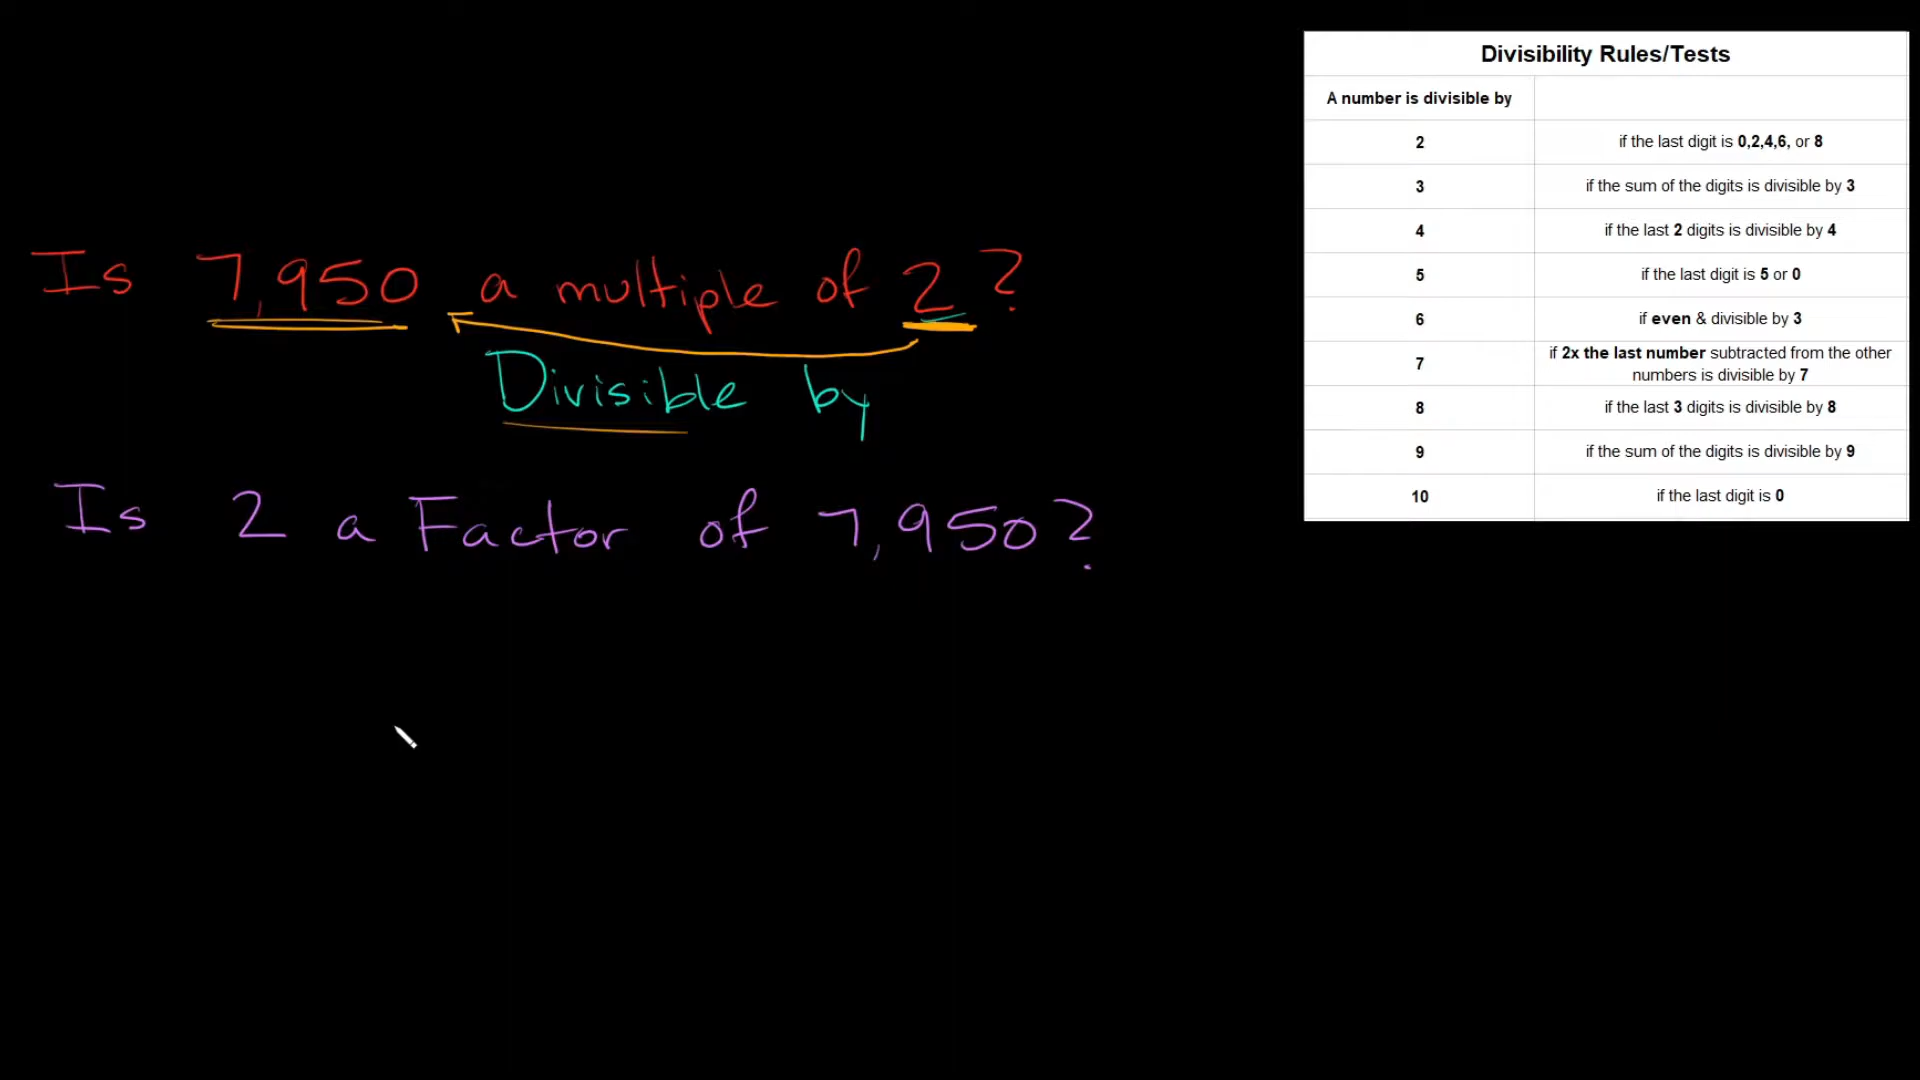 Is 7,950 a multiple of 2?
Divisible by
Is 2 a Factor of 7,950?
Divisibility Rules/Tests
A number is divisible by
2 if the last digit is 0,2,4,6, or 8
3 if the sum of the digits is divisible by 3
4 if the last 2 digits is divisible by 4
5 if the last digit is 5 or 0
6 if even & divisible by 3
7 if 2x the last number subtracted from the other
numbers is divisible by 7
8 if the last 3 digits is divisible by 8
9 if the sum of the digits is divisible by 9
10 if the last digit is 0